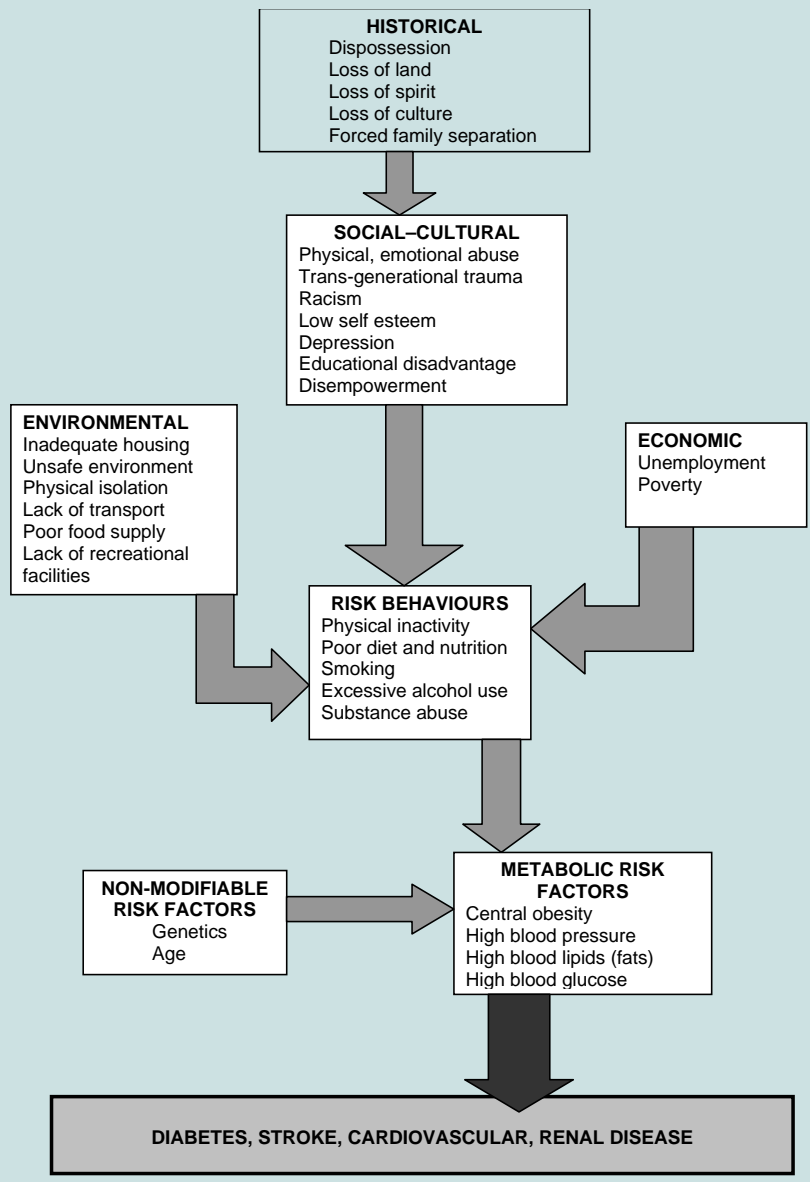 HISTORICAL
Dispossession
Loss of land
Loss of spirit
Loss of culture
Forced family separation
SOCIAL–CULTURAL
Physical, emotional abuse
Trans-generational trauma
Racism
Low self esteem
Depression
Educational disadvantage
Disempowerment
ENVIRONMENTAL
Inadequate housing
Unsafe environment
Physical isolation
Lack of transport
Poor food supply
Lack of recreational
facilities
ECONOMIC
Unemployment
Poverty
RISK BEHAVIOURS
Physical inactivity
Poor diet and nutrition
Smoking
Excessive alcohol use
Substance abuse
NON-MODIFIABLE
RISK FACTORS
Genetics
Age
METABOLIC RISK
FACTORS
Central obesity
High blood pressure
High blood lipids (fats)
High blood glucose
DIABETES, STROKE, CARDIOVASCULAR, RENAL DISEASE